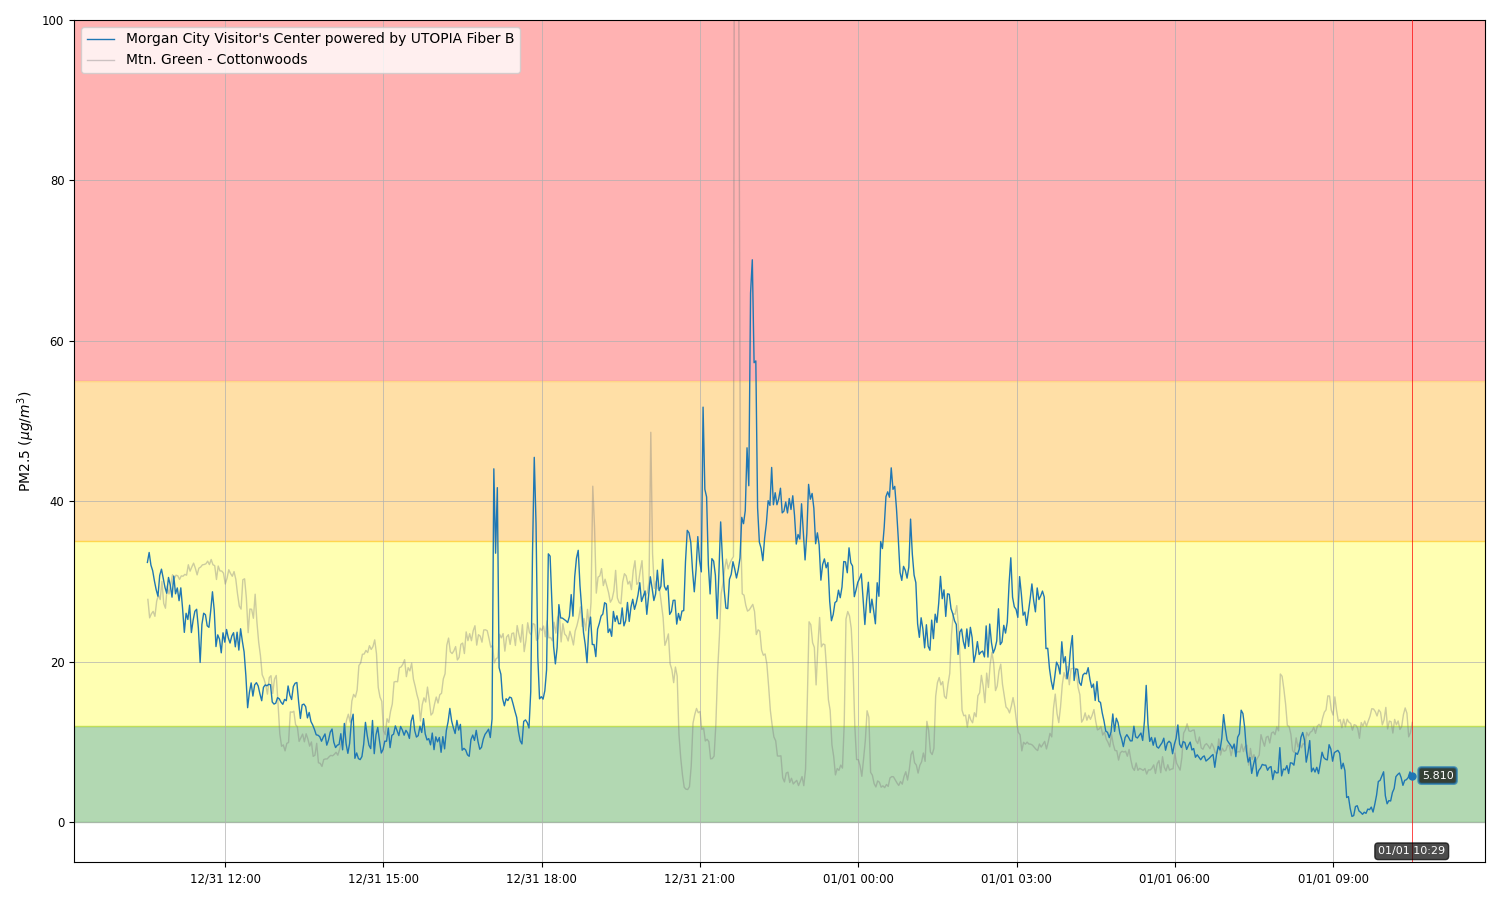 100
Morgan City Visitor's Center powered by UTOPIA Fiber B
Mtn. Green - Cottonwoods
80
60
PM2.5 (μg/m³)
40
20
5.810
0
01/01 10:29
12/31 12:00 12/31 15:00 12/31 18:00 12/31 21:00 01/01 00:00 01/01 03:00 01/01 06:00 01/01 09:00